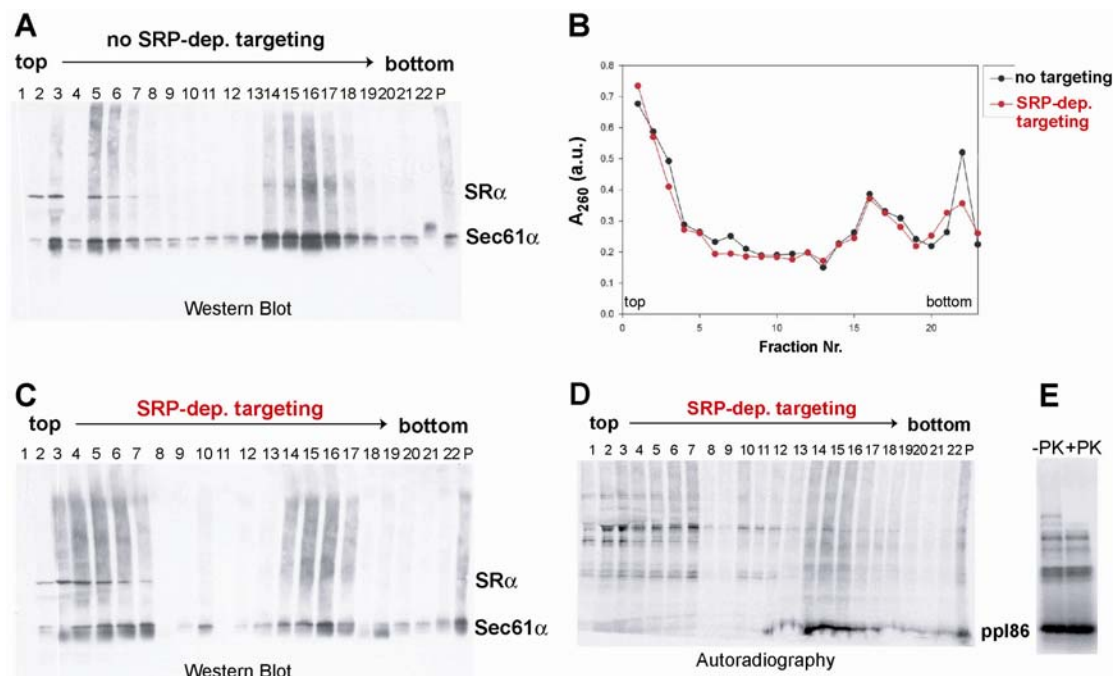 A
no SRP-dep. targeting
top
bottom
1 2 3 4 5 6 7 8 9 10 11 12 13 14 15 16 17 18 19 20 21 22 P
SRα
Sec61α
Western Blot
B
A260 (a.u.)
0.8
0.7
0.6
0.5
0.4
0.3
0.2
0.1
0.0
top
bottom
0 5 10 15 20
Fraction Nr.
no targeting
SRP-dep.
targeting
C
SRP-dep. targeting
top
bottom
1 2 3 4 5 6 7 8 9 10 11 12 13 14 15 16 17 18 19 20 21 22 P
SRα
Sec61α
Western Blot
D
SRP-dep. targeting
top
bottom
1 2 3 4 5 6 7 8 9 10 11 12 13 14 15 16 17 18 19 20 21 22 P
ppl86
Autoradiography
E
-PK+PK